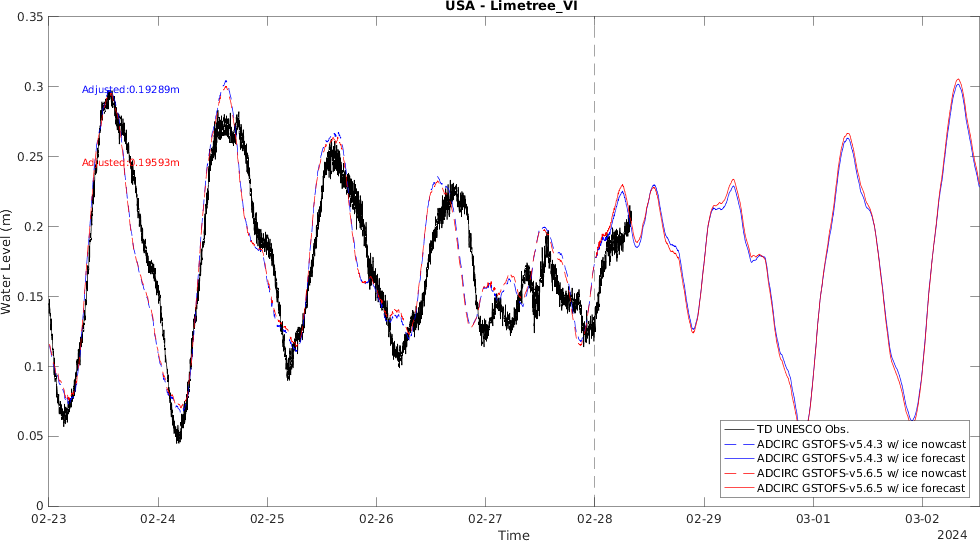 USA - Limetree_VI
0.35
0.3
0.25
0.2
0.15
0.1
0.05
0
Water Level (m)
Adjusted:0.19289m
Adjusted:0.19593m
TD UNESCO Obs.
ADCIRC GSTOFS-v5.4.3 w/ ice nowcast
ADCIRC GSTOFS-v5.4.3 w/ ice forecast
ADCIRC GSTOFS-v5.6.5 w/ ice nowcast
ADCIRC GSTOFS-v5.6.5 w/ ice forecast
02-23 02-24 02-25 02-26 02-27 02-28 02-29 03-01 03-02
Time
2024